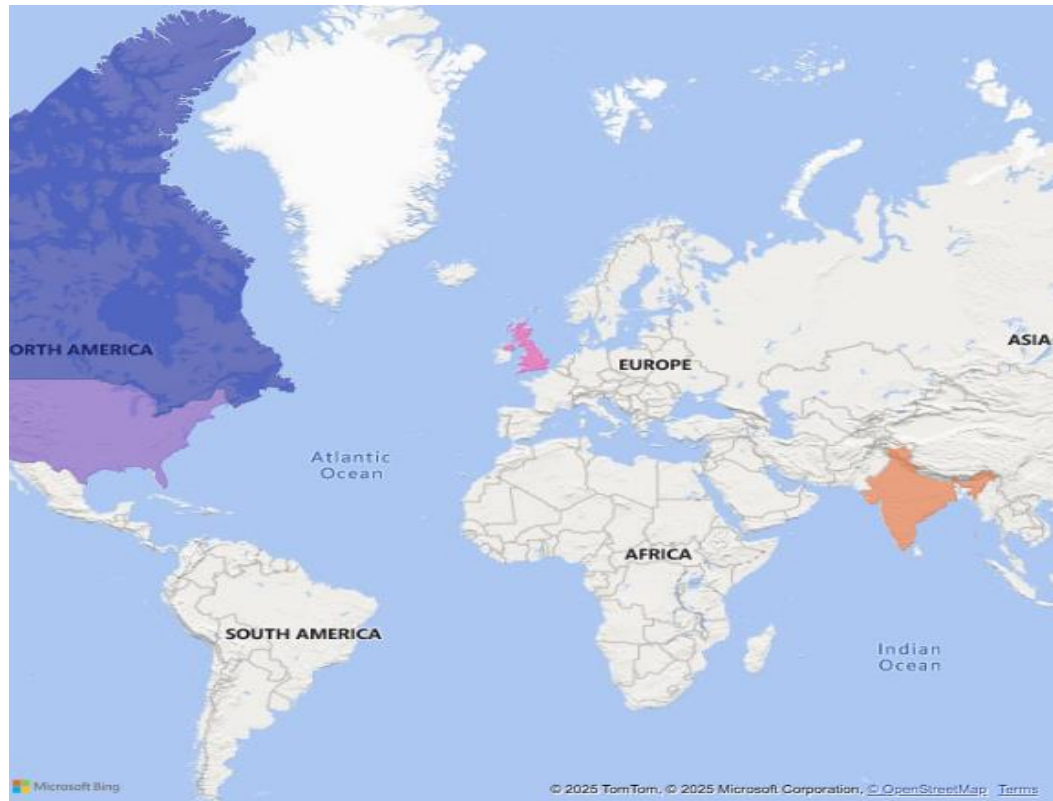 ORTH AMERICA
EUROPE
ASIA
Atlantic
Ocean
AFRICA
SOUTH AMERICA
Indian
Ocean
Microsoft Bing
© 2025 TomTom, © 2025 Microsoft Corporation, © OpenStreetMap Terms